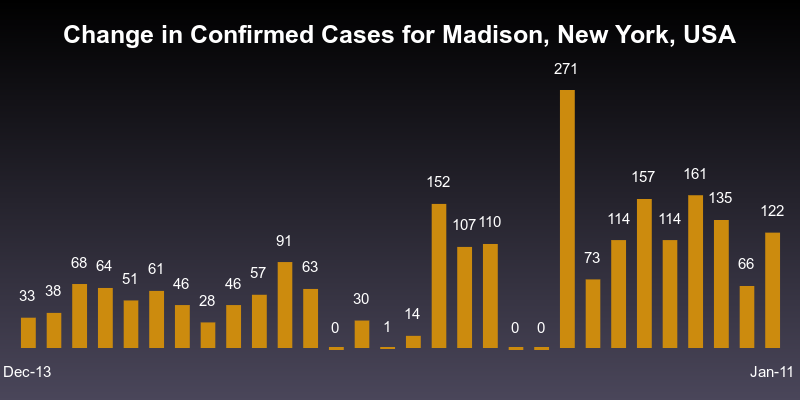 Change in Confirmed Cases for Madison, New York, USA
33 38 68 64 51 61 46 28 46 57 91 63 0 30 1 14 152 107 110 0 0 271 73 114 157 114 161 135 66 122
Dec-13 Jan-11